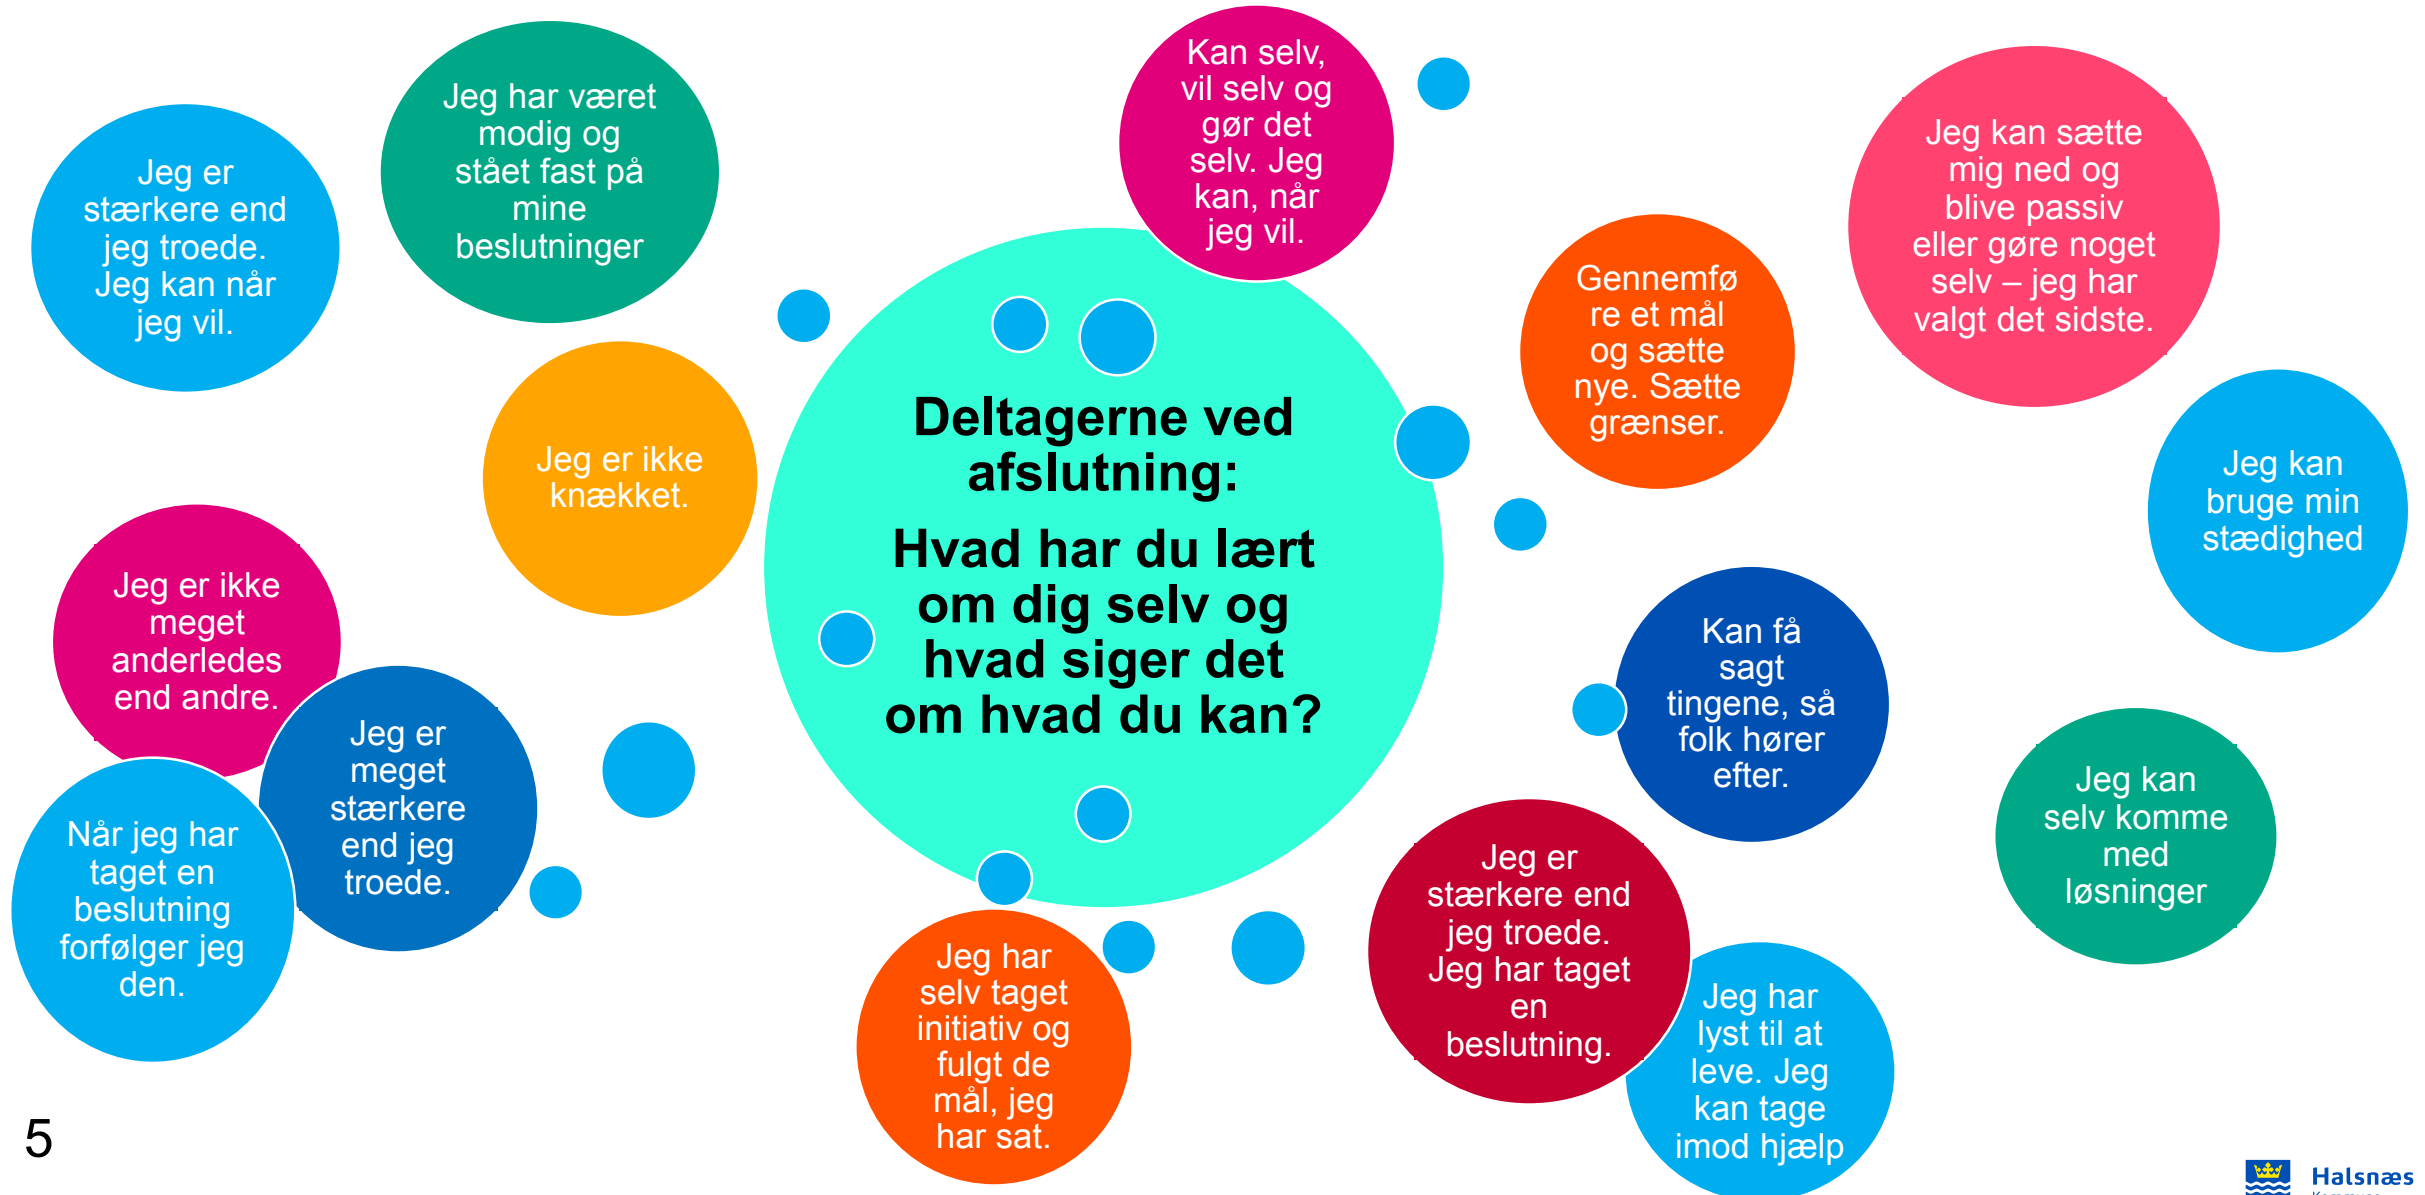 Jeg er
stærkere end
jeg troede.
Jeg kan når
jeg vil.
Jeg har været
modig og
stået fast på
mine
beslutninger
Kan selv,
vil selv og
gør det
selv. Jeg
kan, når
jeg vil.
Jeg kan sætte
mig ned og
blive passiv
eller gøre noget
selv – jeg har
valgt det sidste.
Gennemfø
re et mål
og sætte
nye. Sætte
grænser.
Jeg er ikke
knækket.
Deltagerne ved
afslutning:
Hvad har du lært
om dig selv og
hvad siger det
om hvad du kan?
Jeg kan
bruge min
stædighed
Jeg er ikke
meget
anderledes
end andre.
Jeg er
meget
stærkere
end jeg
troede.
Når jeg har
taget en
beslutning
forfølger jeg
den.
Kan få
sagt
tingene, så
folk hører
efter.
Jeg kan
selv komme
med
løsninger
Jeg er
stærkere end
jeg troede.
Jeg har taget
en
beslutning.
Jeg har
selv taget
initiativ og
fulgt de
mål, jeg
har sat.
Jeg har
lyst til at
leve. Jeg
kan tage
imod hjælp
5
Halsnæs